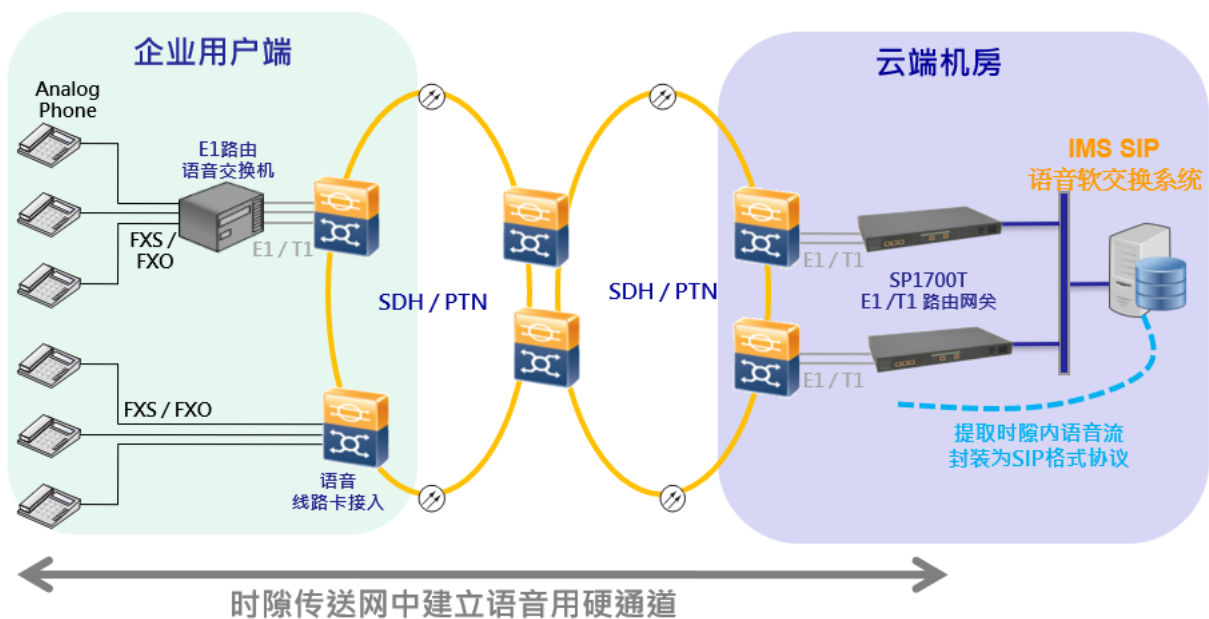 企业用户端
云端机房
Analog
Phone
E1路由
语音交换机
IMS SIP
语音软交换系统
FXS /
FXO
E1 / T1
E1 / T1
SDH / PTN
SDH / PTN
SP1700T
E1 /T1 路由网关
E1 / T1
FXS / FXO
提取时隙内语音流
封装为SIP格式协议
语音
线路卡接入
时隙传送网中建立语音用硬通道